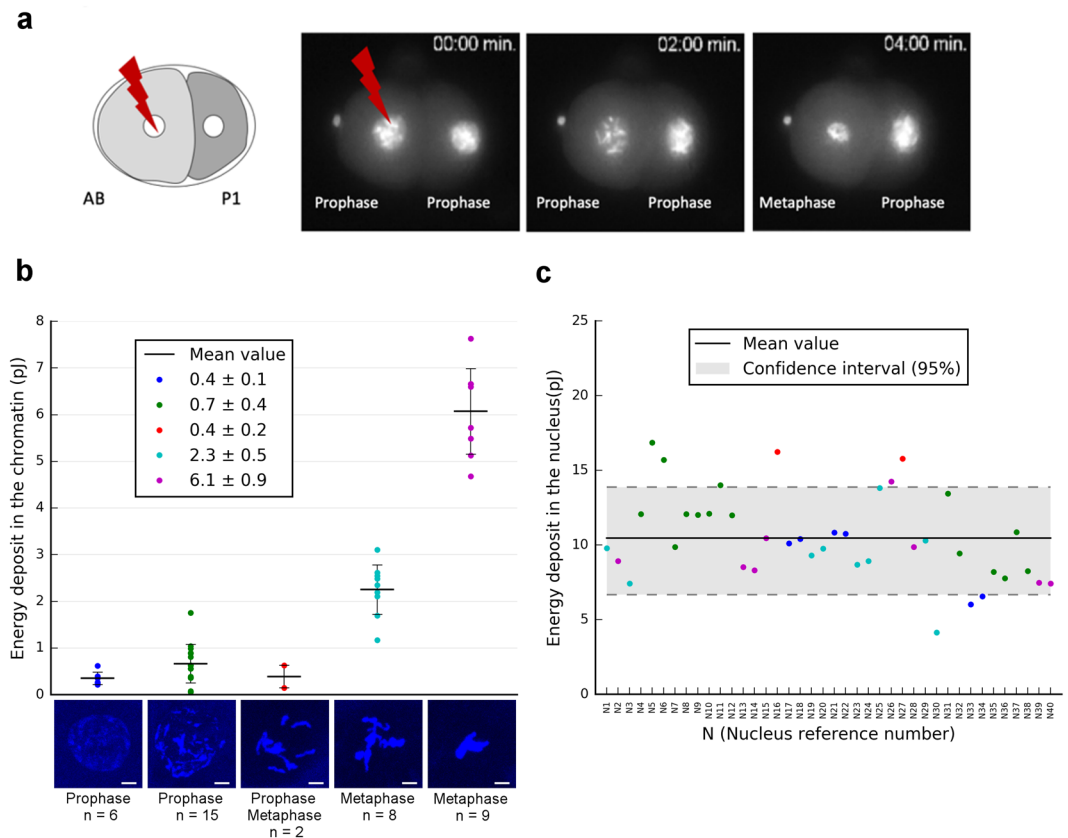 a
00:00 min.
02:00 min.
04:00 min.
AB
P1
Prophase
Prophase
Prophase
Prophase
Metaphase
Prophase
b
Energy deposit in the chromatin (pJ)
8
7
6
5
4
3
2
1
0
Mean value
0.4 ± 0.1
0.7 ± 0.4
0.4 ± 0.2
2.3 ± 0.5
6.1 ± 0.9
Prophase
n = 6
Prophase
n = 15
Prophase
Metaphase
n = 2
Metaphase
n = 8
Metaphase
n = 9
c
Energy deposit in the nucleus(pJ)
25
20
15
10
5
0
Mean value
Confidence interval (95%)
N1
N2
N3
N4
N5
N6
N7
N8
N9
N10
N11
N12
N13
N14
N15
N16
N17
N18
N19
N20
N21
N22
N23
N24
N25
N26
N27
N28
N29
N30
N31
N32
N33
N34
N35
N36
N37
N38
N39
N40
N (Nucleus reference number)